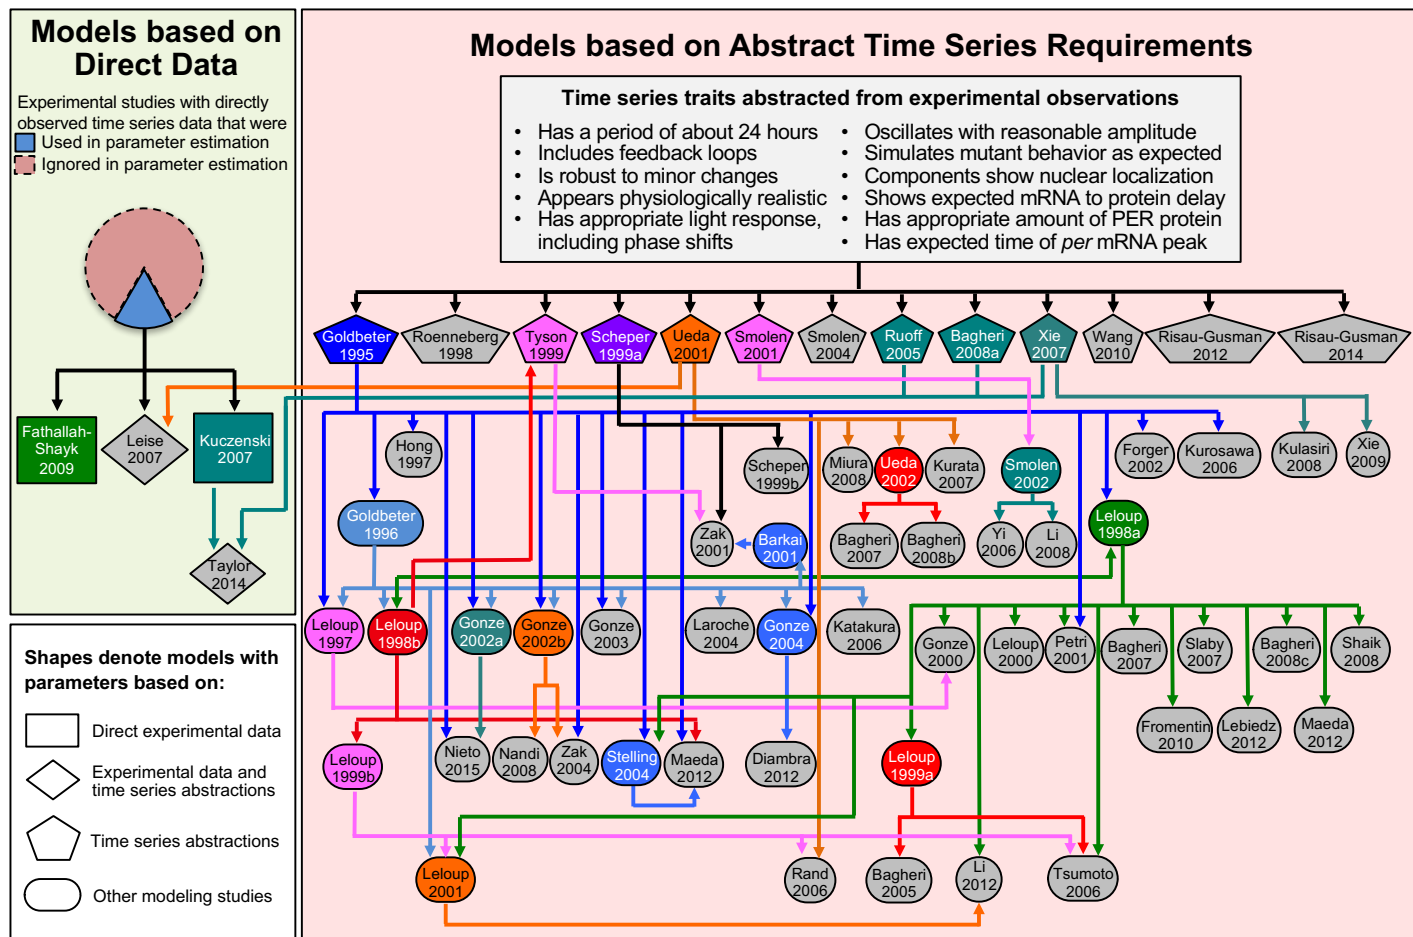 Models based on
Direct Data
Experimental studies with directly
observed time series data that were
Used in parameter estimation
Ignored in parameter estimation
Fathallah-
Shayk
2009
Leise
2007
Kuczenski
2007
Taylor
2014
Shapes denote models with
parameters based on:
Direct experimental data
Experimental data and
time series abstractions
Time series abstractions
Other modeling studies
Models based on Abstract Time Series Requirements
Time series traits abstracted from experimental observations
• Has a period of about 24 hours
• Includes feedback loops
• Is robust to minor changes
• Appears physiologically realistic
• Has appropriate light response,
including phase shifts
• Oscillates with reasonable amplitude
• Simulates mutant behavior as expected
• Components show nuclear localization
• Shows expected mRNA to protein delay
• Has appropriate amount of PER protein
• Has expected time of per mRNA peak
Goldbeter
1995
Roenneberg
1998
Tyson
1999
Scheper
1999a
Ueda
2001
Smolen
2001
Smolen
2004
Ruoff
2005
Bagheri
2008a
Xie
2007
Wang
2010
Risau-Gusman
2012
Risau-Gusman
2014
Hong
1997
Scheper
1999b
Miura
2008
Ueda
2002
Kurata
2007
Smolen
2002
Forger
2002
Kurosawa
2006
Kulasiri
2008
Xie
2009
Goldbeter
1996
Zak
2001
Barkai
2001
Bagheri
2007
Bagheri
2008b
Yi
2006
Li
2008
Leloup
1998a
Leloup
1997
Leloup
1998b
Gonze
2002a
Gonze
2002b
Gonze
2003
Laroche
2004
Gonze
2004
Katakura
2006
Gonze
2000
Leloup
2000
Petri
2001
Bagheri
2007
Slaby
2007
Bagheri
2008c
Shaik
2008
Fromentin
2010
Lebiedz
2012
Maeda
2012
Leloup
1999b
Nieto
2015
Nandi
2008
Zak
2004
Stelling
2004
Maeda
2012
Diambra
2012
Leloup
1999a
Leloup
2001
Rand
2006
Bagheri
2005
Li
2012
Tsumoto
2006